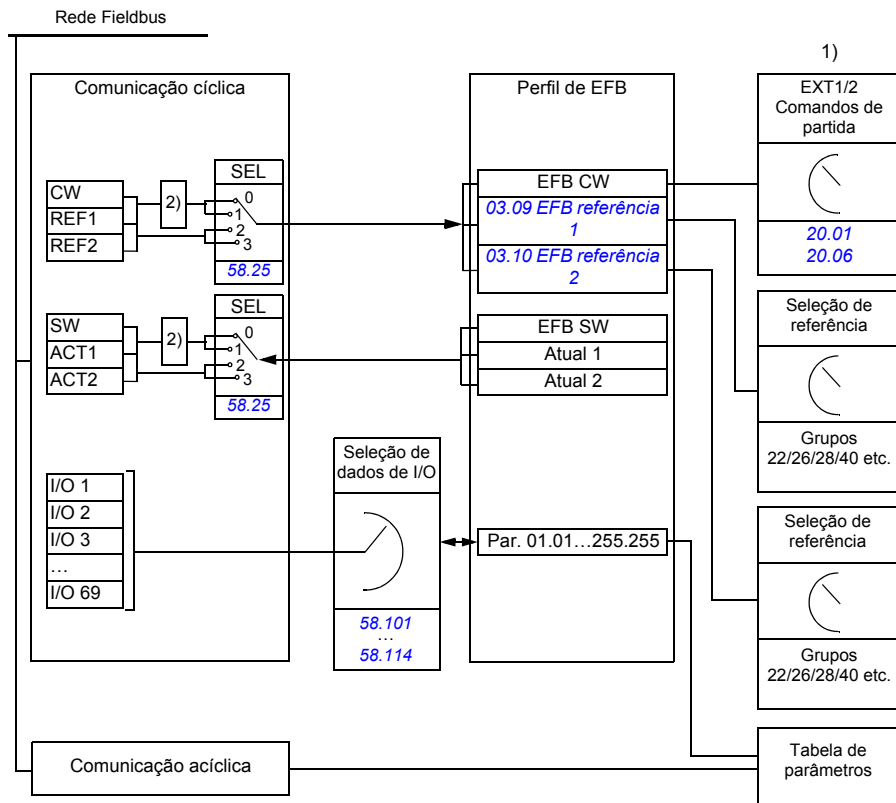 Rede Fieldbus
1)
Comunicação cíclica
CW
REF1
REF2
2)
SEL
0
1
2
3
58.25
SW
ACT1
ACT2
2)
SEL
0
1
2
3
58.25
I/O 1
I/O 2
I/O 3
...
I/O 69
Seleção de
dados de I/O
58.101
...
58.114
Perfil de EFB
EFB CW
03.09 EFB referência
1
03.10 EFB referência
2
EFB SW
Atual 1
Atual 2
Par. 01.01…255.255
EXT1/2
Comandos de
partida
20.01
20.06
Seleção de
referência
Grupos
22/26/28/40 etc.
Seleção de
referência
Grupos
22/26/28/40 etc.
Comunicação acíclica
Tabela de
parâmetros